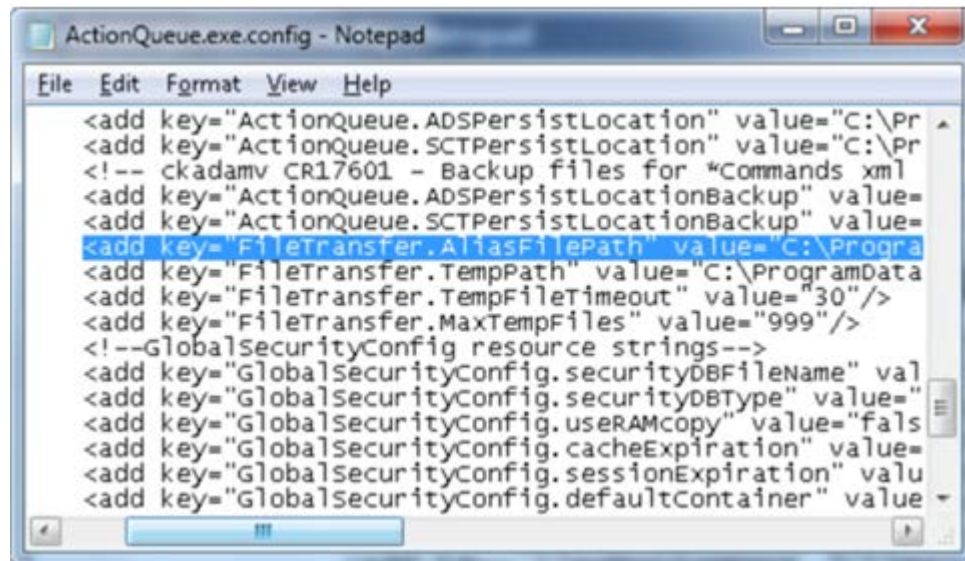 ActionQueue.exe.config - Notepad
File Edit Format View Help
<add key="ActionQueue.ADSPersistLocation" value="C:\Pr
<add key="ActionQueue.SCTPersistLocation" value="C:\Pr
<!-- ckadamv CR17601 - Backup files for *Commands xml
<add key="ActionQueue.ADSPersistLocationBackup" value=
<add key="ActionQueue.SCTPersistLocationBackup" value=
<add key="FileTransfer.AliasFilePath" value="C:\Progra
<add key="FileTransfer.TempPath" value="C:\ProgramData
<add key="FileTransfer.TempFileTimeout" value="30"/>
<add key="FileTransfer.MaxTempFiles" value="999"/>
<!--GlobalSecurityConfig resource strings-->
<add key="GlobalSecurityConfig.securityDBFileName" val
<add key="GlobalSecurityConfig.securityDBType" value="
<add key="GlobalSecurityConfig.useRAMcopy" value="fals
<add key="GlobalSecurityConfig.cacheExpiration" value=
<add key="GlobalSecurityConfig.sessionExpiration" valu
<add key="GlobalSecurityConfig.defaultContainer" value